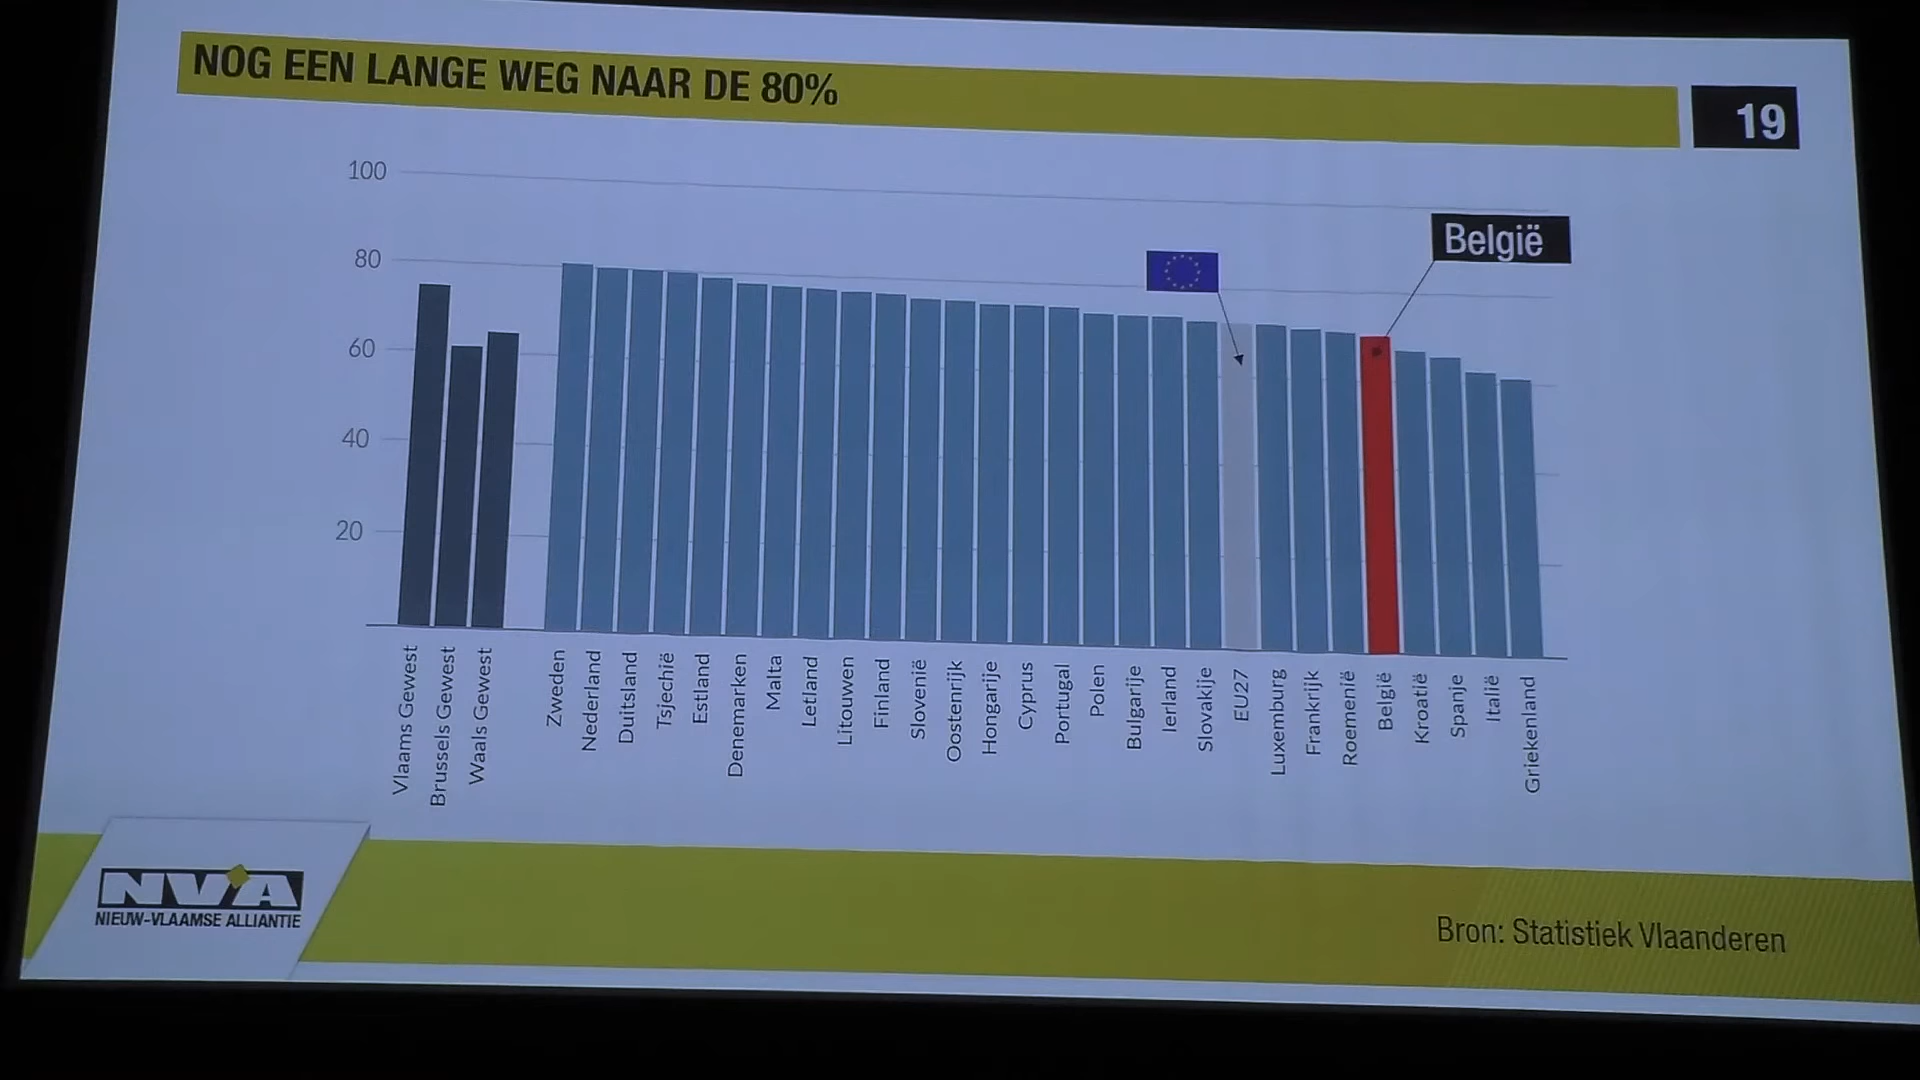 NOG EEN LANGE WEG NAAR DE 80%
19
100
80
60
40
20
België
Vlaams Gewest
Brussels Gewest
Waals Gewest
Zweden
Nederland
Duitsland
Tsjechië
Estland
Denemarken
Malta
Letland
Litouwen
Finland
Slovenië
Oostenrijk
Hongarije
Cyprus
Portugal
Polen
Bulgarije
Ierland
Slovakije
EU27
Luxemburg
Frankrijk
Roemenië
België
Kroatië
Spanje
Italië
Griekenland
N-VA
NIEUW-VLAAMSE ALLIANTIE
Bron: Statistiek Vlaanderen